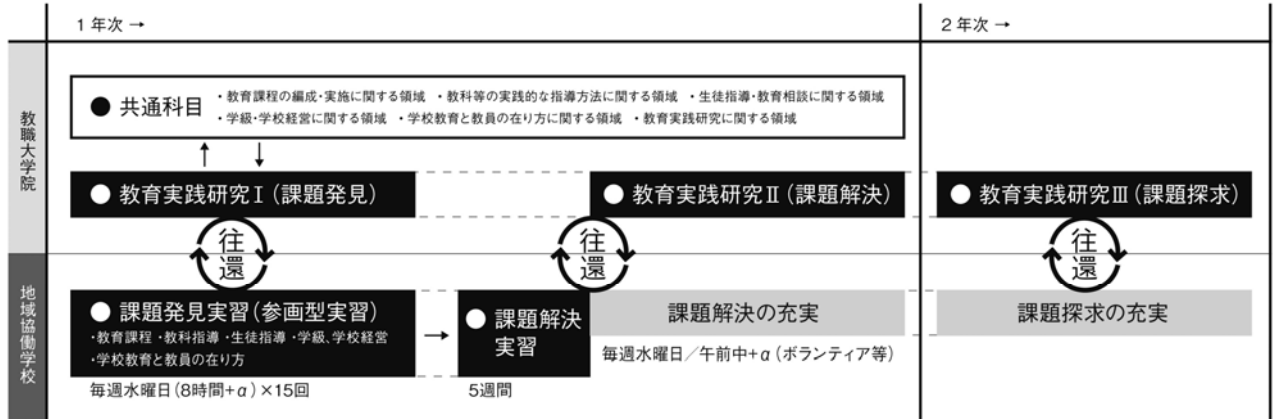 1年次 →
2年次 →
教職大学院
● 共通科目
・教育課程の編成・実施に関する領域 ・教科等の実践的な指導方法に関する領域 ・生徒指導・教育相談に関する領域
・学級・学校経営に関する領域 ・学校教育と教員の在り方に関する領域 ・教育実践研究に関する領域
● 教育実践研究Ⅰ(課題発見)
● 教育実践研究Ⅱ(課題解決)
● 教育実践研究Ⅲ(課題探求)
往還
往還
往還
地域協働学校
● 課題発見実習(参画型実習)
・教育課程 ・教科指導 ・生徒指導 ・学級、学校経営
・学校教育と教員の在り方
毎週水曜日(8時間+α)×15回
→
● 課題解決
実習
5週間
課題解決の充実
毎週水曜日/午前中+α(ボランティア等)
課題探求の充実